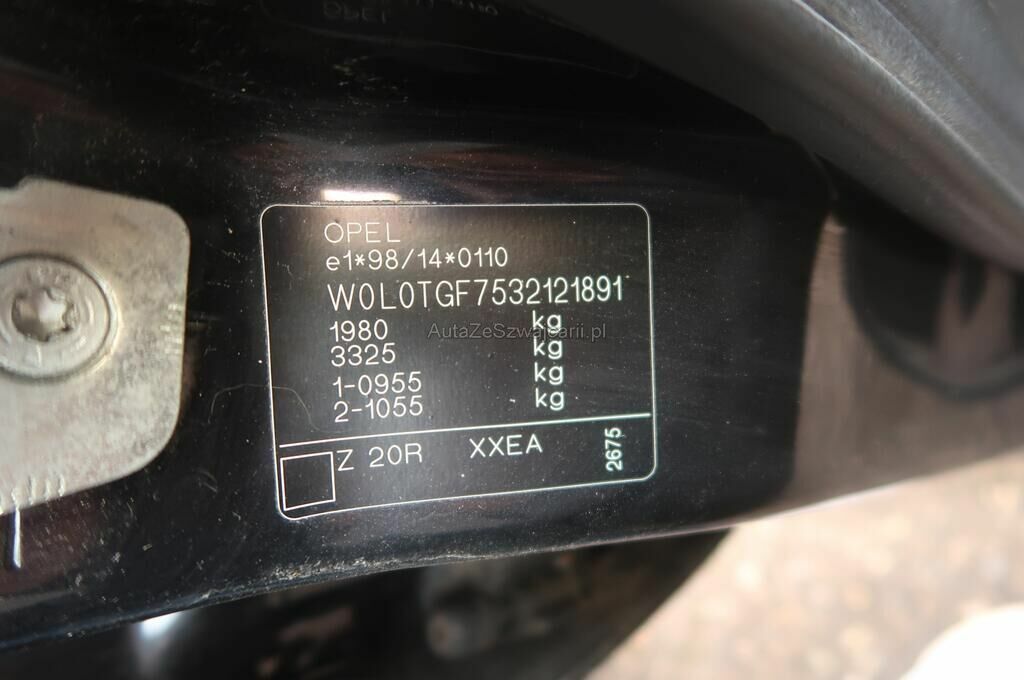 OPEL
e1*98/14*0110
W0L0TGF7532121891
1980 kg
3325 kg
1-0955 kg
2-1055 kg
Z 20R XXEA 2675
AutaZeSzwajcarii.pl